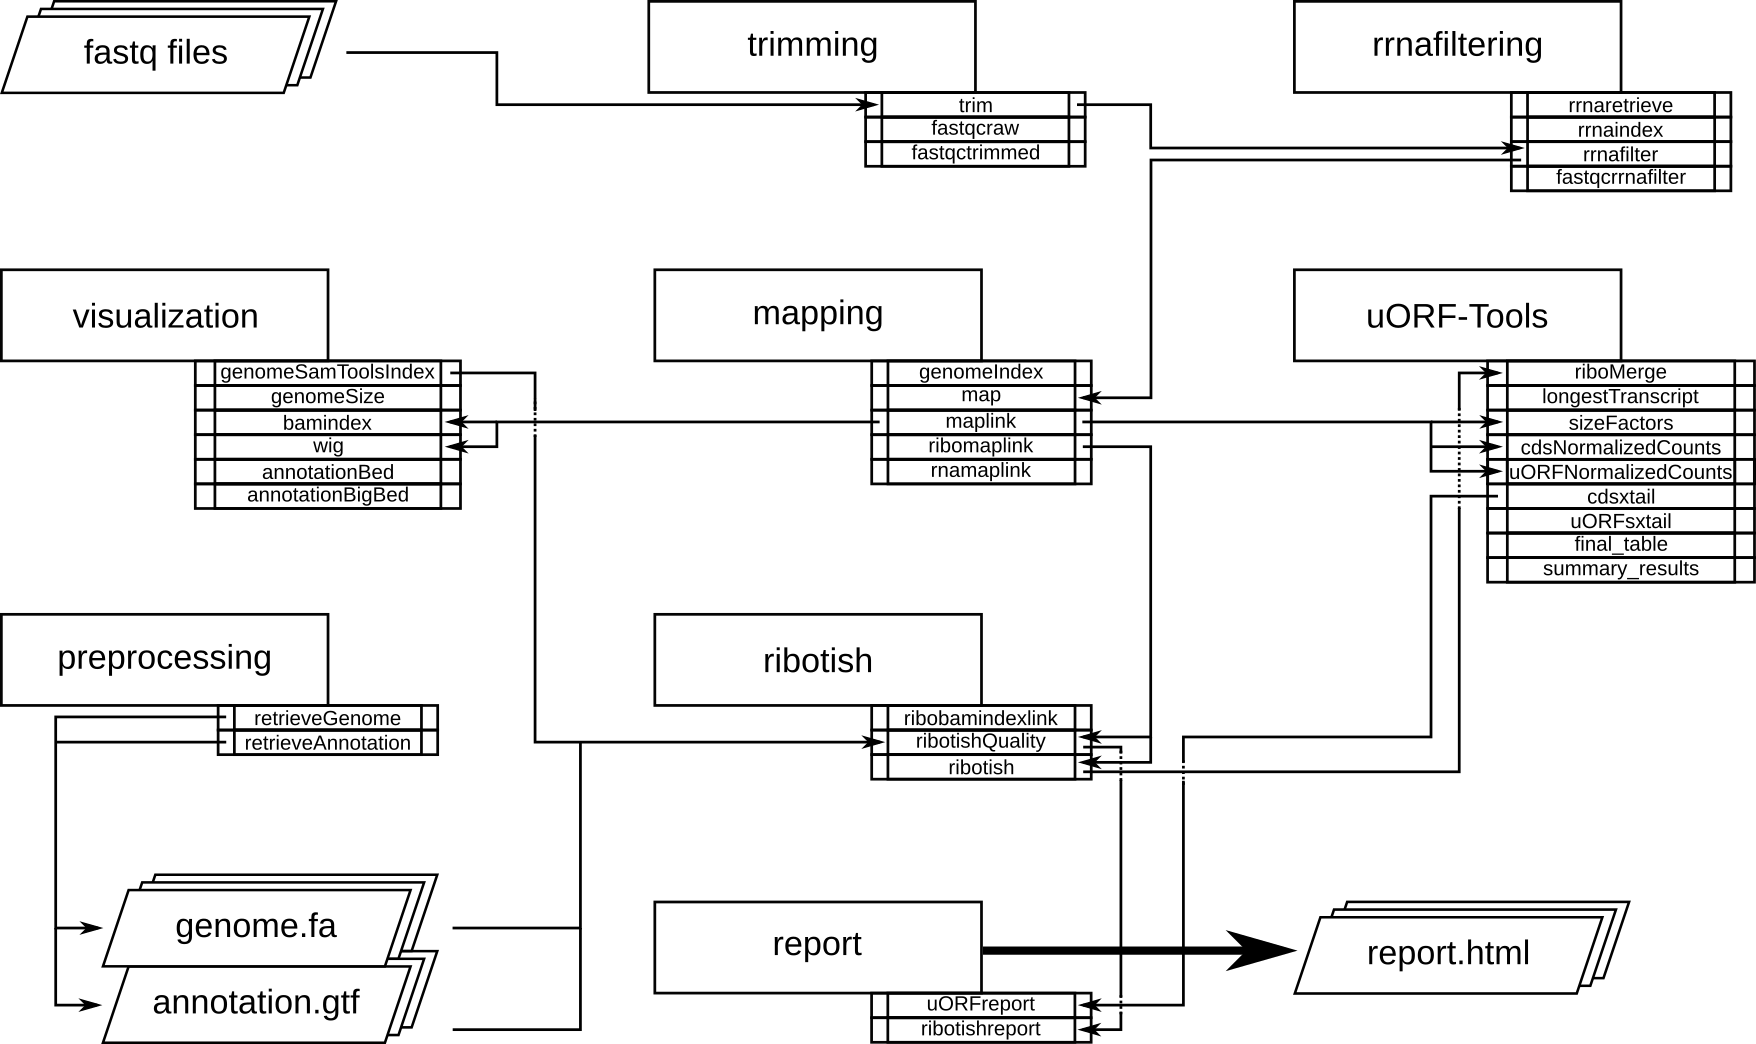 fastq files
trimming
trim
fastqcraw
fastqctrimmed
rrnafiltering
rrnaretrieve
rrnaindex
rrnafilter
fastqcrrnafilter
visualization
genomeSamToolsIndex
genomeSize
bamindex
wig
annotationBed
annotationBigBed
mapping
genomeIndex
map
maplink
ribomaplink
rnamaplink
uORF-Tools
riboMerge
longestTranscript
sizeFactors
cdsNormalizedCounts
uORFNormalizedCounts
cdsxtail
uORFsxtail
final_table
summary_results
preprocessing
retrieveGenome
retrieveAnnotation
ribotish
ribobamindexlink
ribotishQuality
ribotish
genome.fa
annotation.gtf
report
uORFreport
ribotishreport
report.html